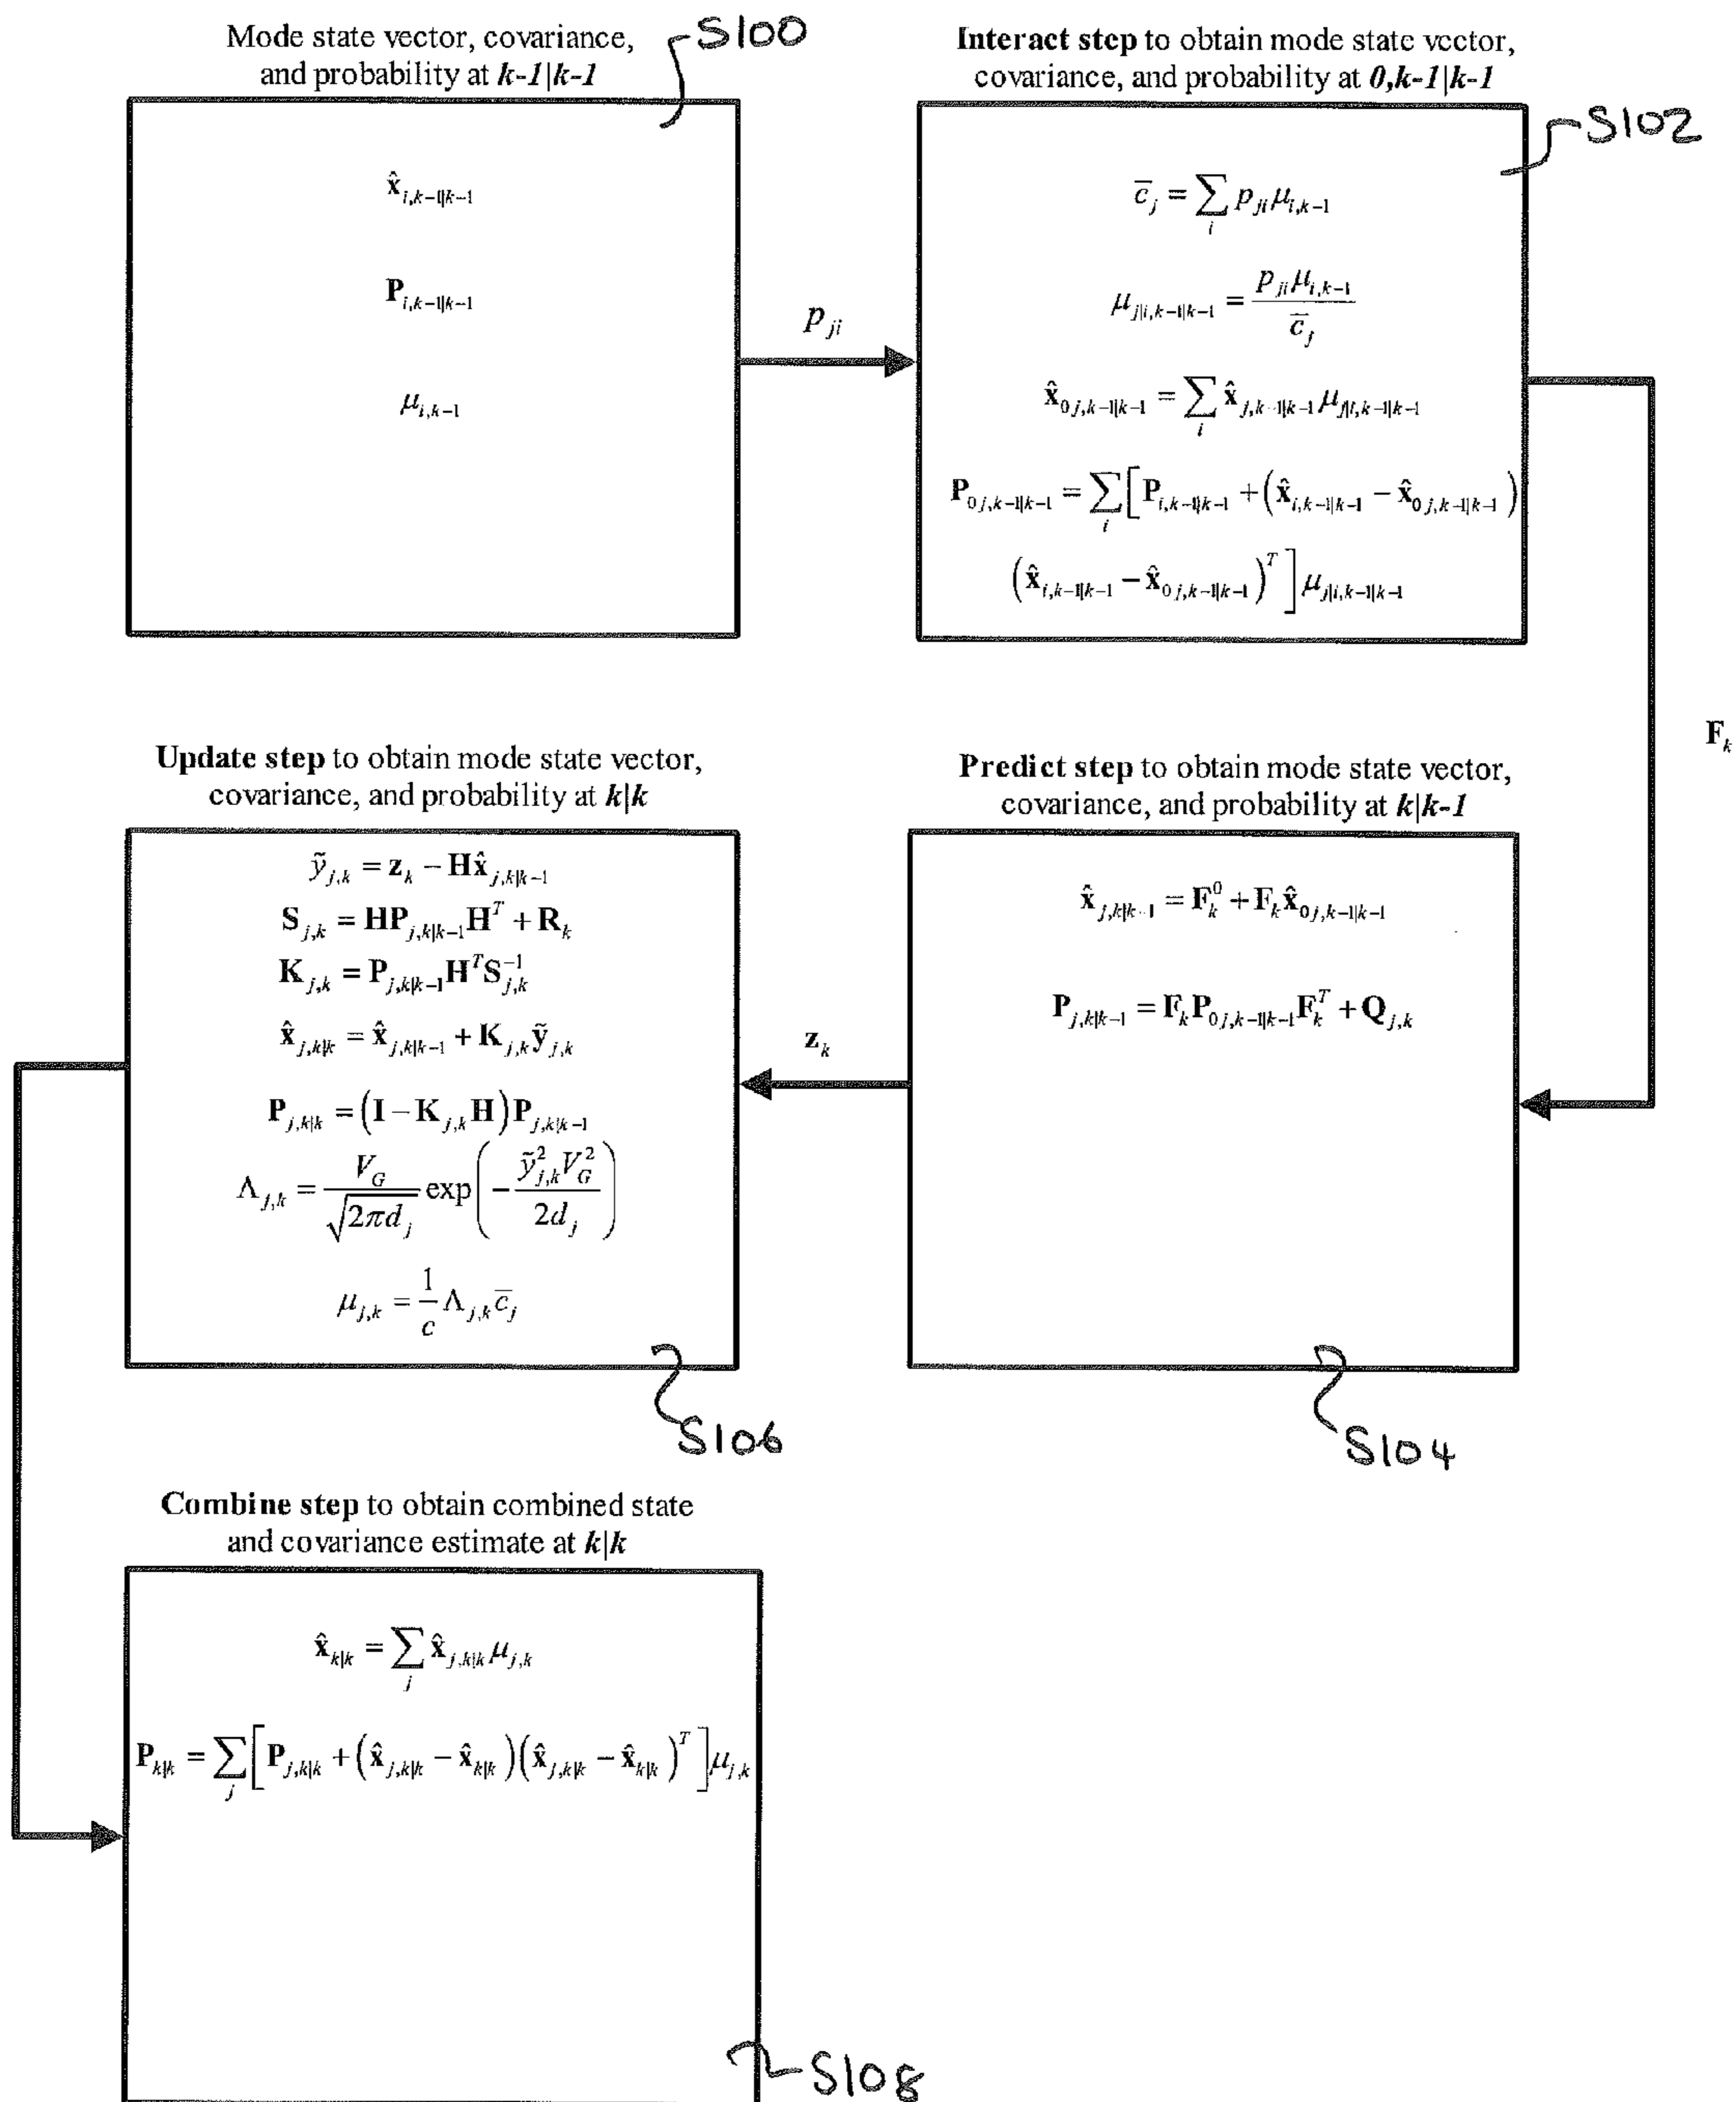 Mode state vector, covariance,
and probability at k-1|k-1
S100
x̂_{i,k-1|k-1}
P_{i,k-1|k-1}
μ_{i,k-1}
p_{ji}
Interact step to obtain mode state vector,
covariance, and probability at 0,k-1|k-1
S102
c̅_j = ∑_i p_{ji} μ_{i,k-1}
μ_{j|i,k-1|k-1} = p_{ji} μ_{i,k-1} / c̅_j
x̂_{0j,k-1|k-1} = ∑_i x̂_{j,k-1|k-1} μ_{j|i,k-1|k-1}
P_{0j,k-1|k-1} = ∑_i [ P_{i,k-1|k-1} + ( x̂_{i,k-1|k-1} − x̂_{0j,k-1|k-1} )
( x̂_{i,k-1|k-1} − x̂_{0j,k-1|k-1} )^T ] μ_{j|i,k-1|k-1}
F_k
Predict step to obtain mode state vector,
covariance, and probability at k|k-1
x̂_{j,k|k-1} = F_k^0 + F_k x̂_{0j,k-1|k-1}
P_{j,k|k-1} = F_k P_{0j,k-1|k-1} F_k^T + Q_{j,k}
S104
z_k
Update step to obtain mode state vector,
covariance, and probability at k|k
ỹ_{j,k} = z_k − H x̂_{j,k|k-1}
S_{j,k} = H P_{j,k|k-1} H^T + R_k
K_{j,k} = P_{j,k|k-1} H^T S_{j,k}^{-1}
x̂_{j,k|k} = x̂_{j,k|k-1} + K_{j,k} ỹ_{j,k}
P_{j,k|k} = ( I − K_{j,k} H ) P_{j,k|k-1}
Λ_{j,k} = V_G / √(2πd_j) exp( − ỹ_{j,k}^2 V_G^2 / 2d_j )
μ_{j,k} = 1/c Λ_{j,k} c̅_j
S106
Combine step to obtain combined state
and covariance estimate at k|k
x̂_{k|k} = ∑_j x̂_{j,k|k} μ_{j,k}
P_{k|k} = ∑_j [ P_{j,k|k} + ( x̂_{j,k|k} − x̂_{k|k} )( x̂_{j,k|k} − x̂_{k|k} )^T ] μ_{j,k}
S108